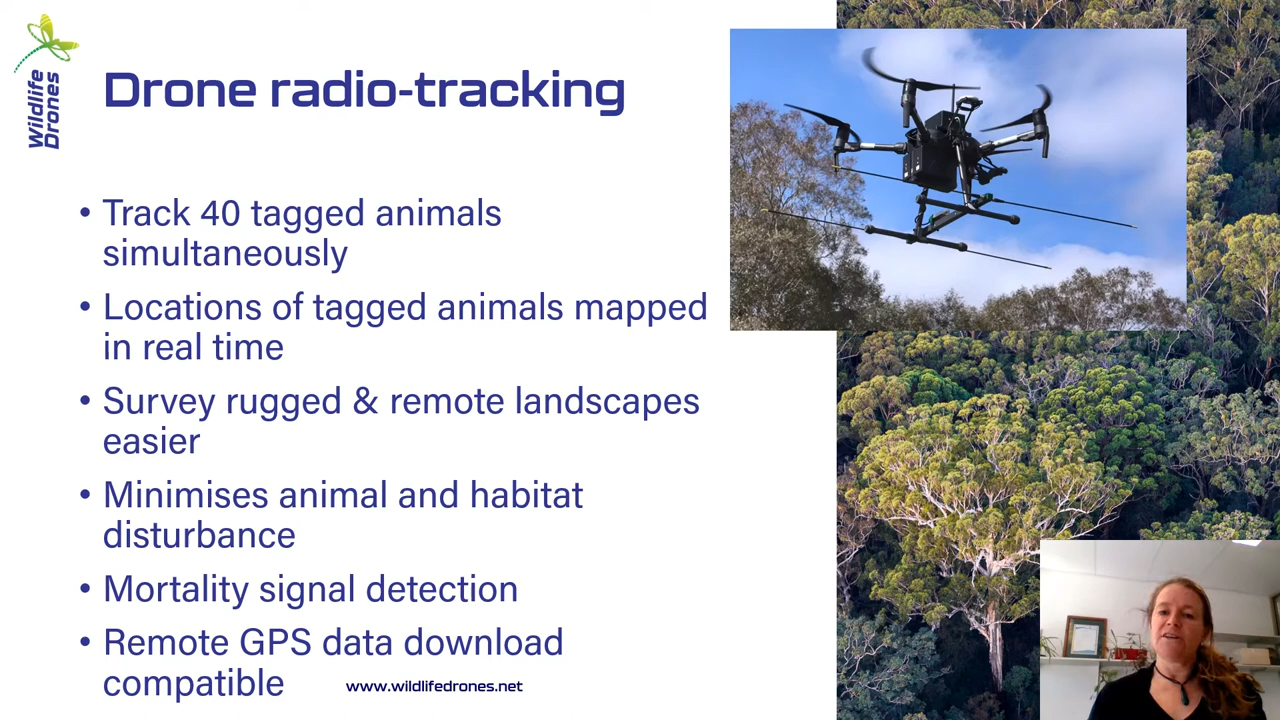 Wildlife
Drones
Drone radio-tracking
• Track 40 tagged animals
simultaneously
• Locations of tagged animals mapped
in real time
• Survey rugged & remote landscapes
easier
• Minimises animal and habitat
disturbance
• Mortality signal detection
• Remote GPS data download
compatible
www.wildlifedrones.net